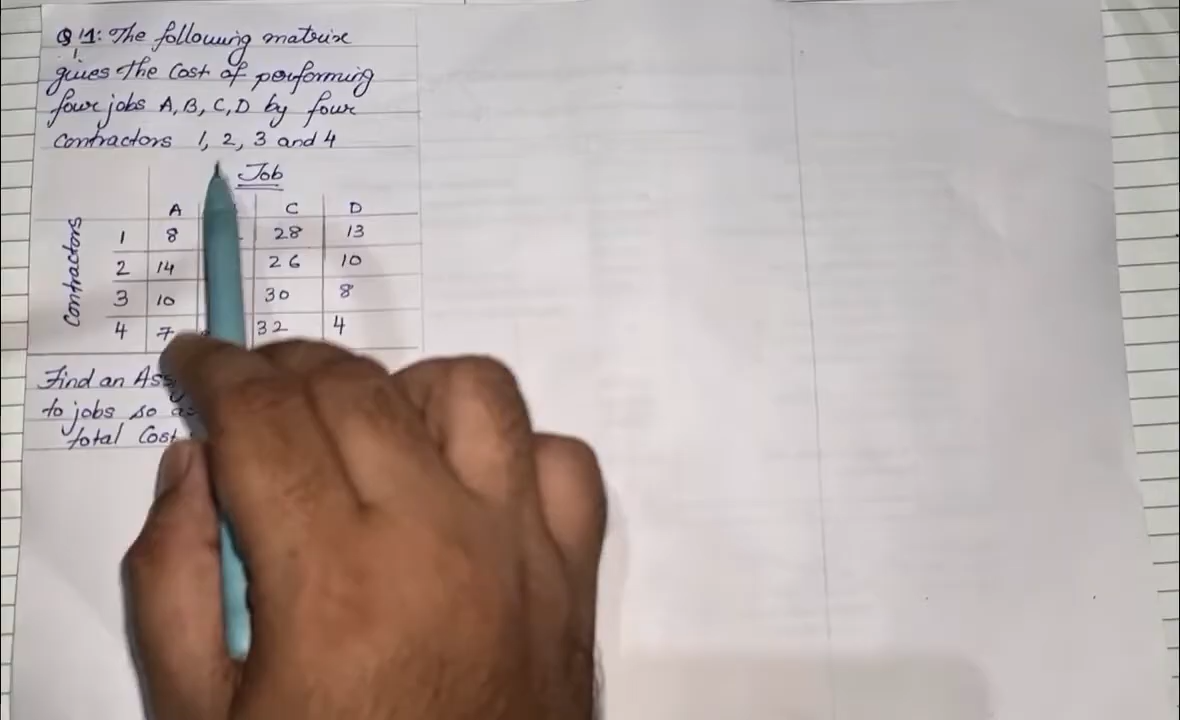 Q 1: The following matrix
gives the cost of performing
four jobs A, B, C, D by four
contractors 1, 2, 3 and 4
Job
A C D
Contractors
1 8 28 13
2 14 26 10
3 10 30 8
4 7 32 4
Find an
to jobs so as
total Cost